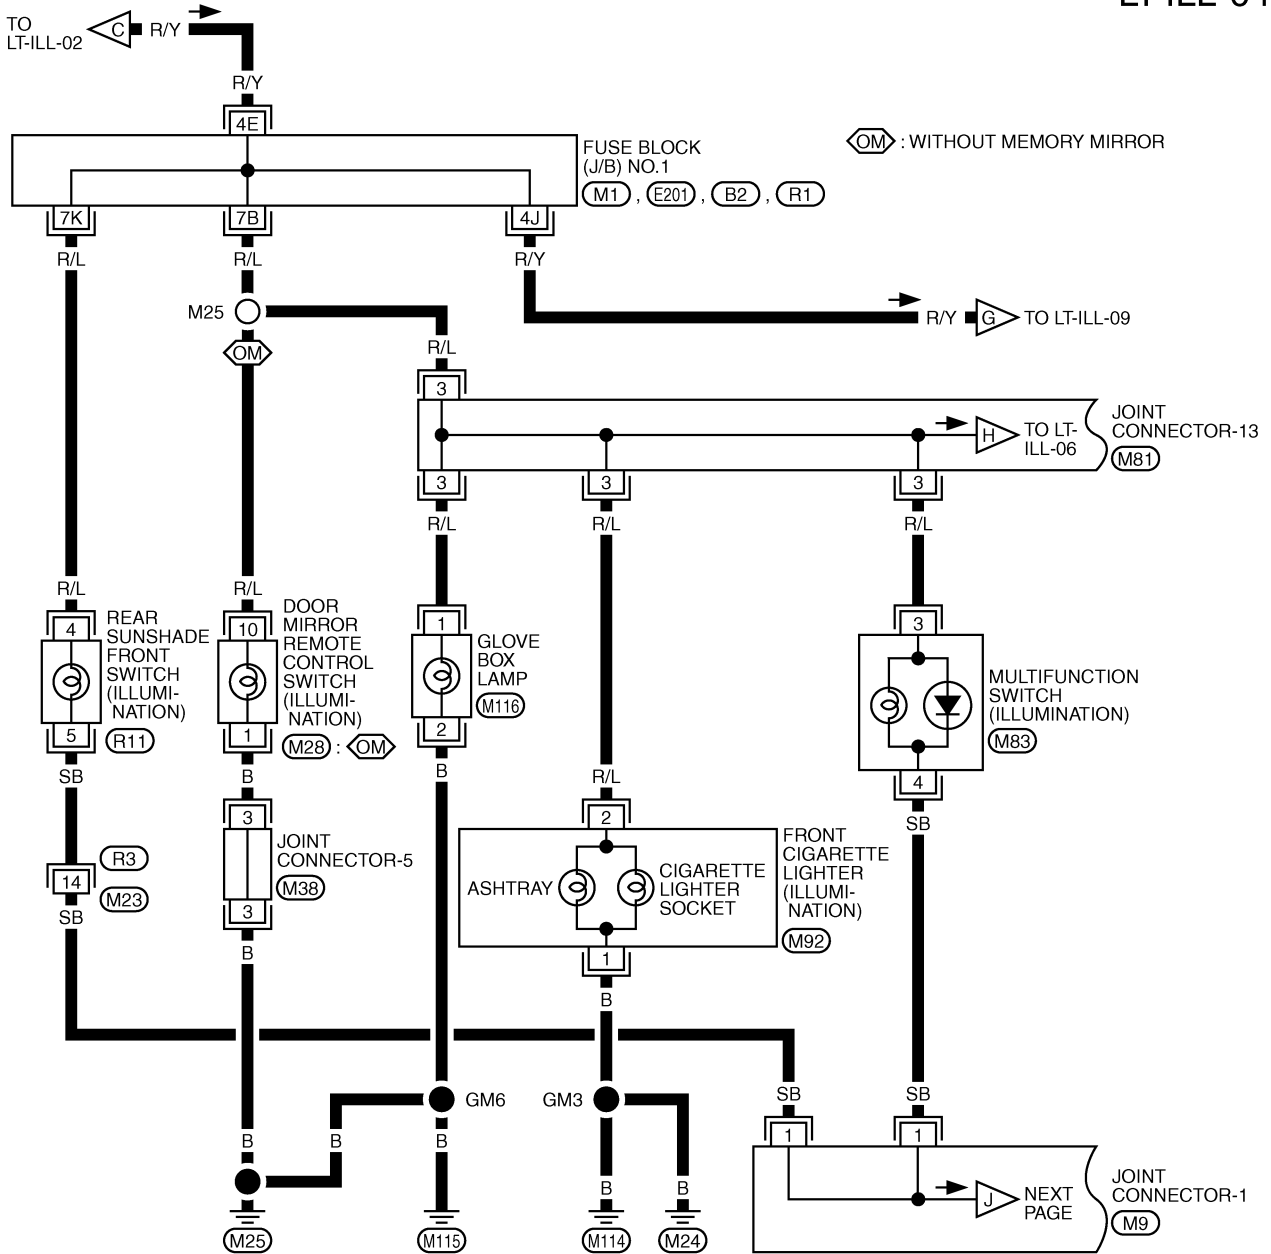 TO
LT-ILL-02
C
R/Y
R/Y
4E
OM : WITHOUT MEMORY MIRROR
FUSE BLOCK
(J/B) NO.1
M1 , E201 , B2 , R1
7K
7B
4J
R/L
R/L
R/Y
M25
OM
R/Y
G
TO LT-ILL-09
R/L
3
H
TO LT-
ILL-06
JOINT
CONNECTOR-13
M81
3
3
3
R/L
R/L
R/L
R/L
R/L
4
REAR
SUNSHADE
FRONT
SWITCH
(ILLUMI-
NATION)
5
R11
10
DOOR
MIRROR
REMOTE
CONTROL
SWITCH
(ILLUMI-
NATION)
1
M28 : OM
1
GLOVE
BOX
LAMP
M116
2
3
MULTIFUNCTION
SWITCH
(ILLUMINATION)
M83
4
SB
B
B
R/L
SB
R3
14
M23
SB
3
JOINT
CONNECTOR-5
M38
3
B
2
ASHTRAY
CIGARETTE
LIGHTER
SOCKET
FRONT
CIGARETTE
LIGHTER
(ILLUMI-
NATION)
M92
1
B
GM6
GM3
SB
SB
B
B
B
B
B
1
1
J
NEXT
PAGE
JOINT
CONNECTOR-1
M9
M25
M115
M114
M24